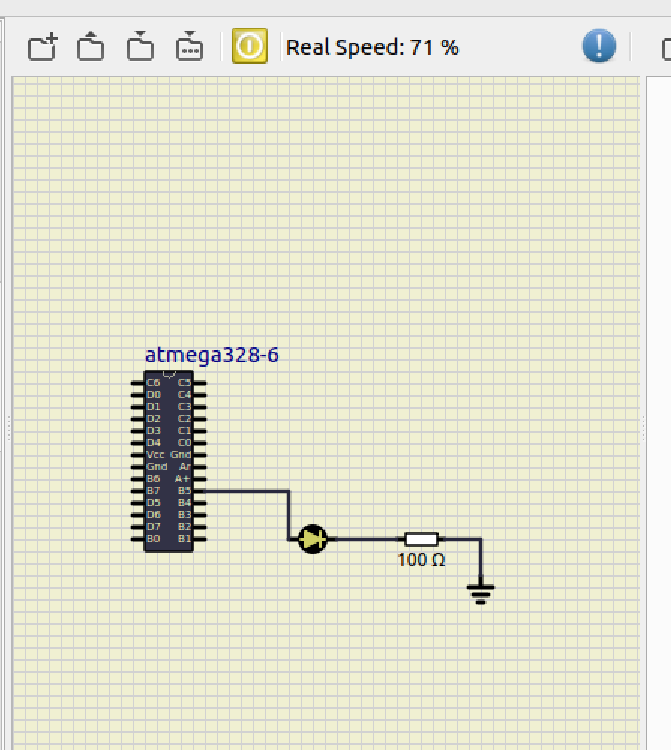 Real Speed: 71 %
!
atmega328-6
C6 C5
D0 C4
D1 C3
D2 C2
D3 C1
D4 C0
Vcc Gnd
Gnd Ar
B6 A+
B7 B5
D5 B4
D6 B3
D7 B2
B0 B1
100 Ω